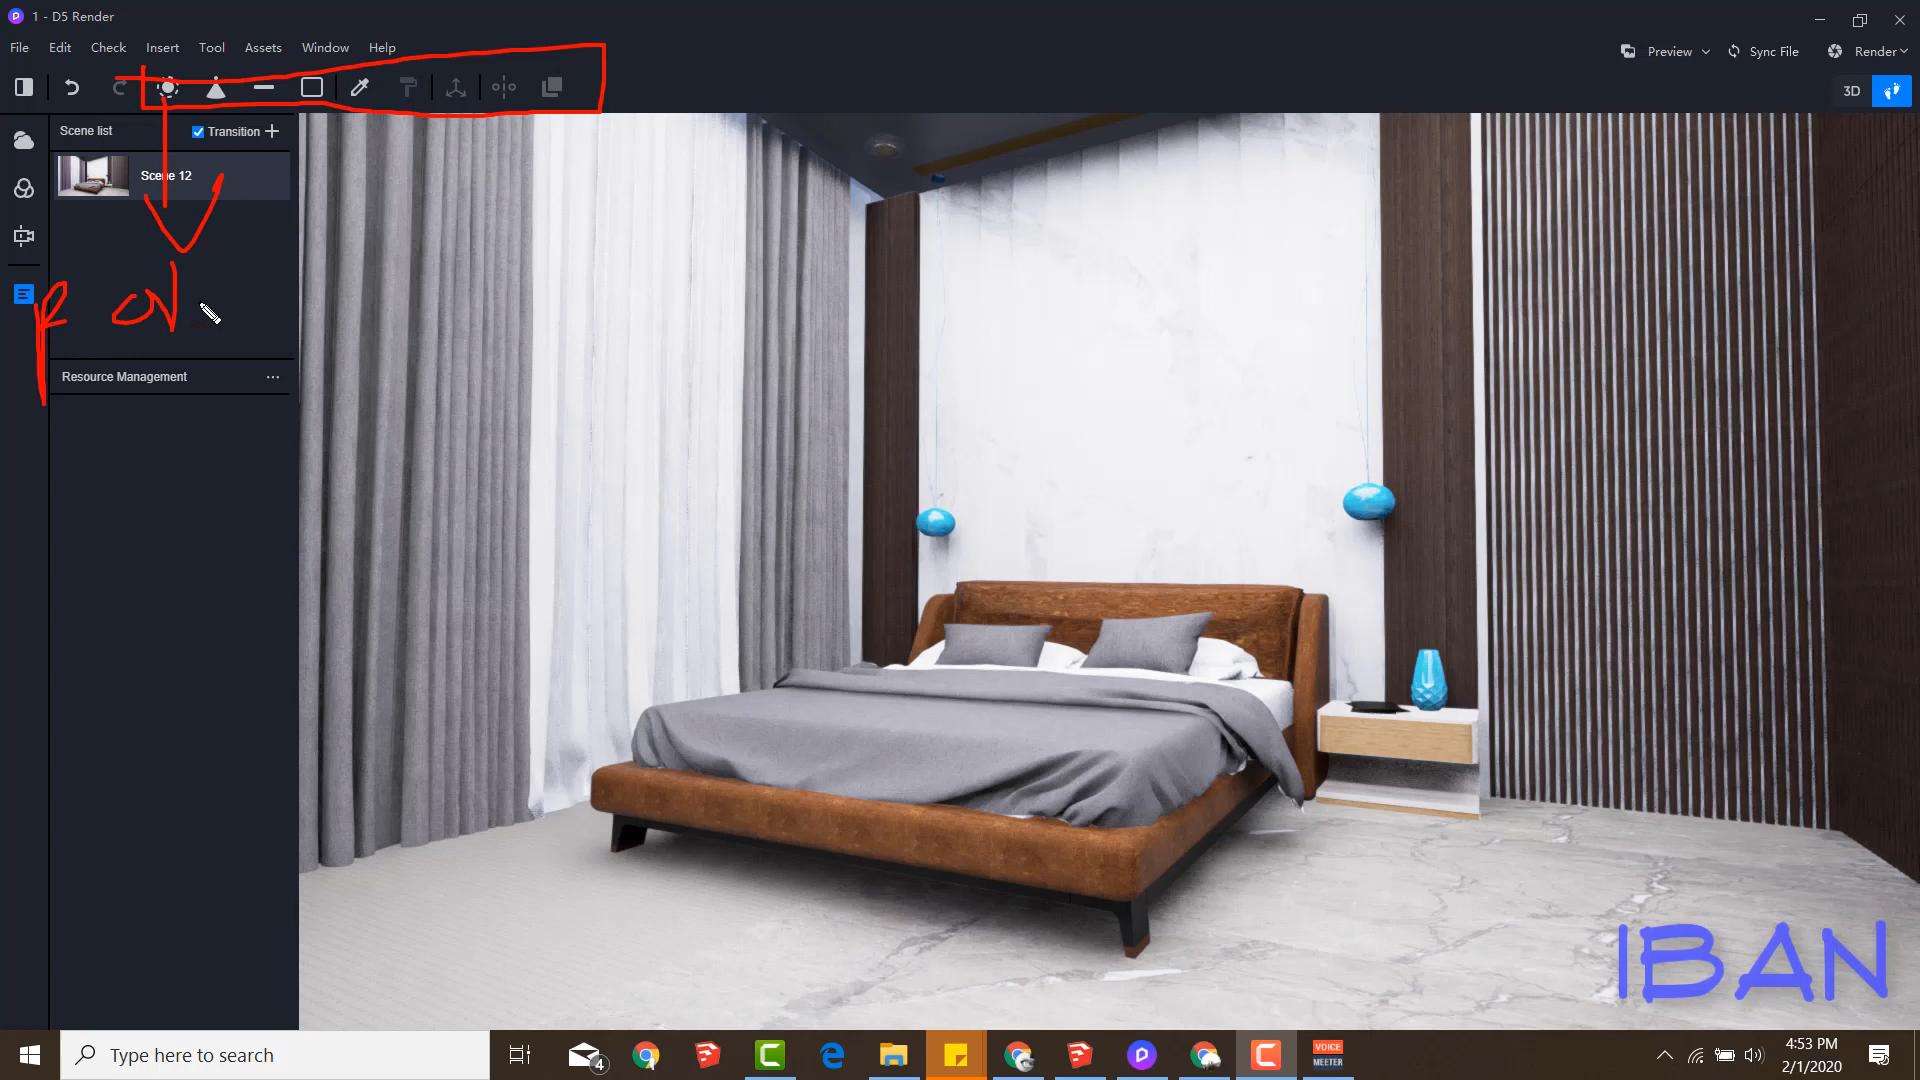 1 - D5 Render
File Edit Check Insert Tool Assets Window Help
Preview Sync File Render
3D
Scene list Transition
Scene 12
Resource Management
IBAN
Type here to search
4
VOICE
MEETER
4:53 PM
2/1/2020